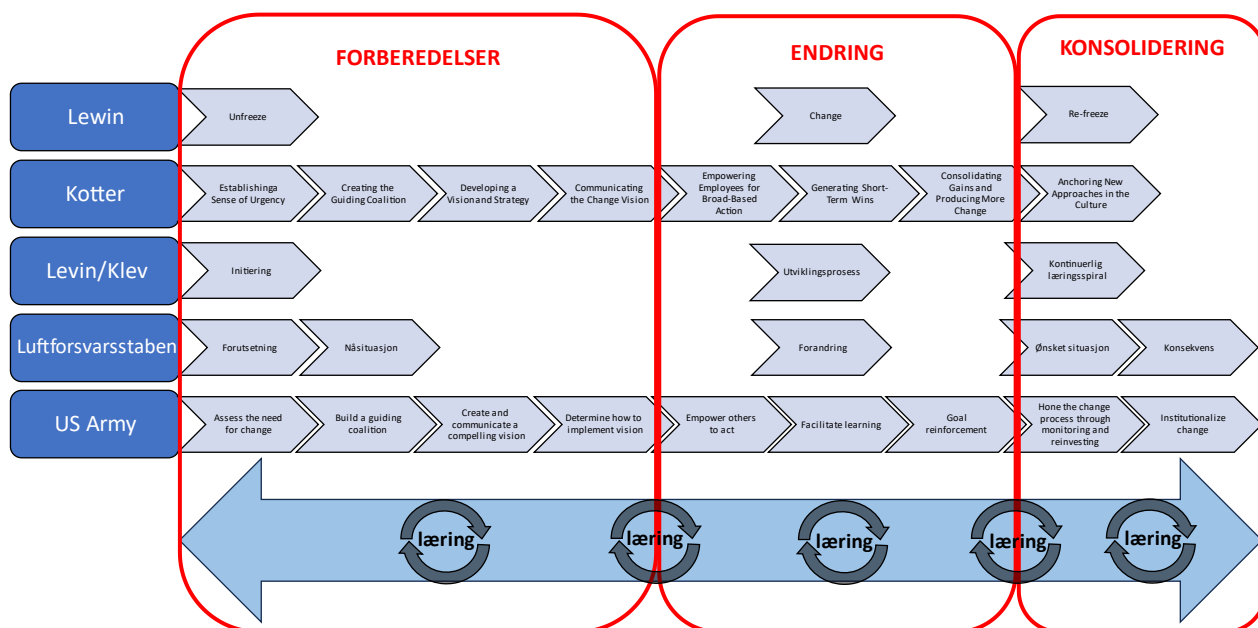 FORBEREDELSER
ENDRING
KONSOLIDERING
Lewin
Unfreeze
Change
Re-freeze
Kotter
Establishinga
Sense of Urgency
Creating the
Guiding Coalition
Developing a
Vision and Strategy
Communicating
the Change Vision
Empowering
Employees for
Broad-Based
Action
Generating Short-
Term Wins
Consolidating
Gains and
Producing More
Change
Anchoring New
Approaches in the
Culture
Levin/Klev
Initiering
Utviklingsprosess
Kontinuerlig
læringsspiral
Luftforsvarsstaben
Forutsetning
Nåsituasjon
Forandring
Ønsket situasjon
Konsekvens
US Army
Assess the need
for change
Build a guiding
coalition
Create and
communicate a
compelling vision
Determine how to
implement vision
Empower others
to act
Facilitate learning
Goal
reinforcement
Hone the change
process through
monitoring and
reinvesting
Institutionalize
change
læring
læring
læring
læring
læring